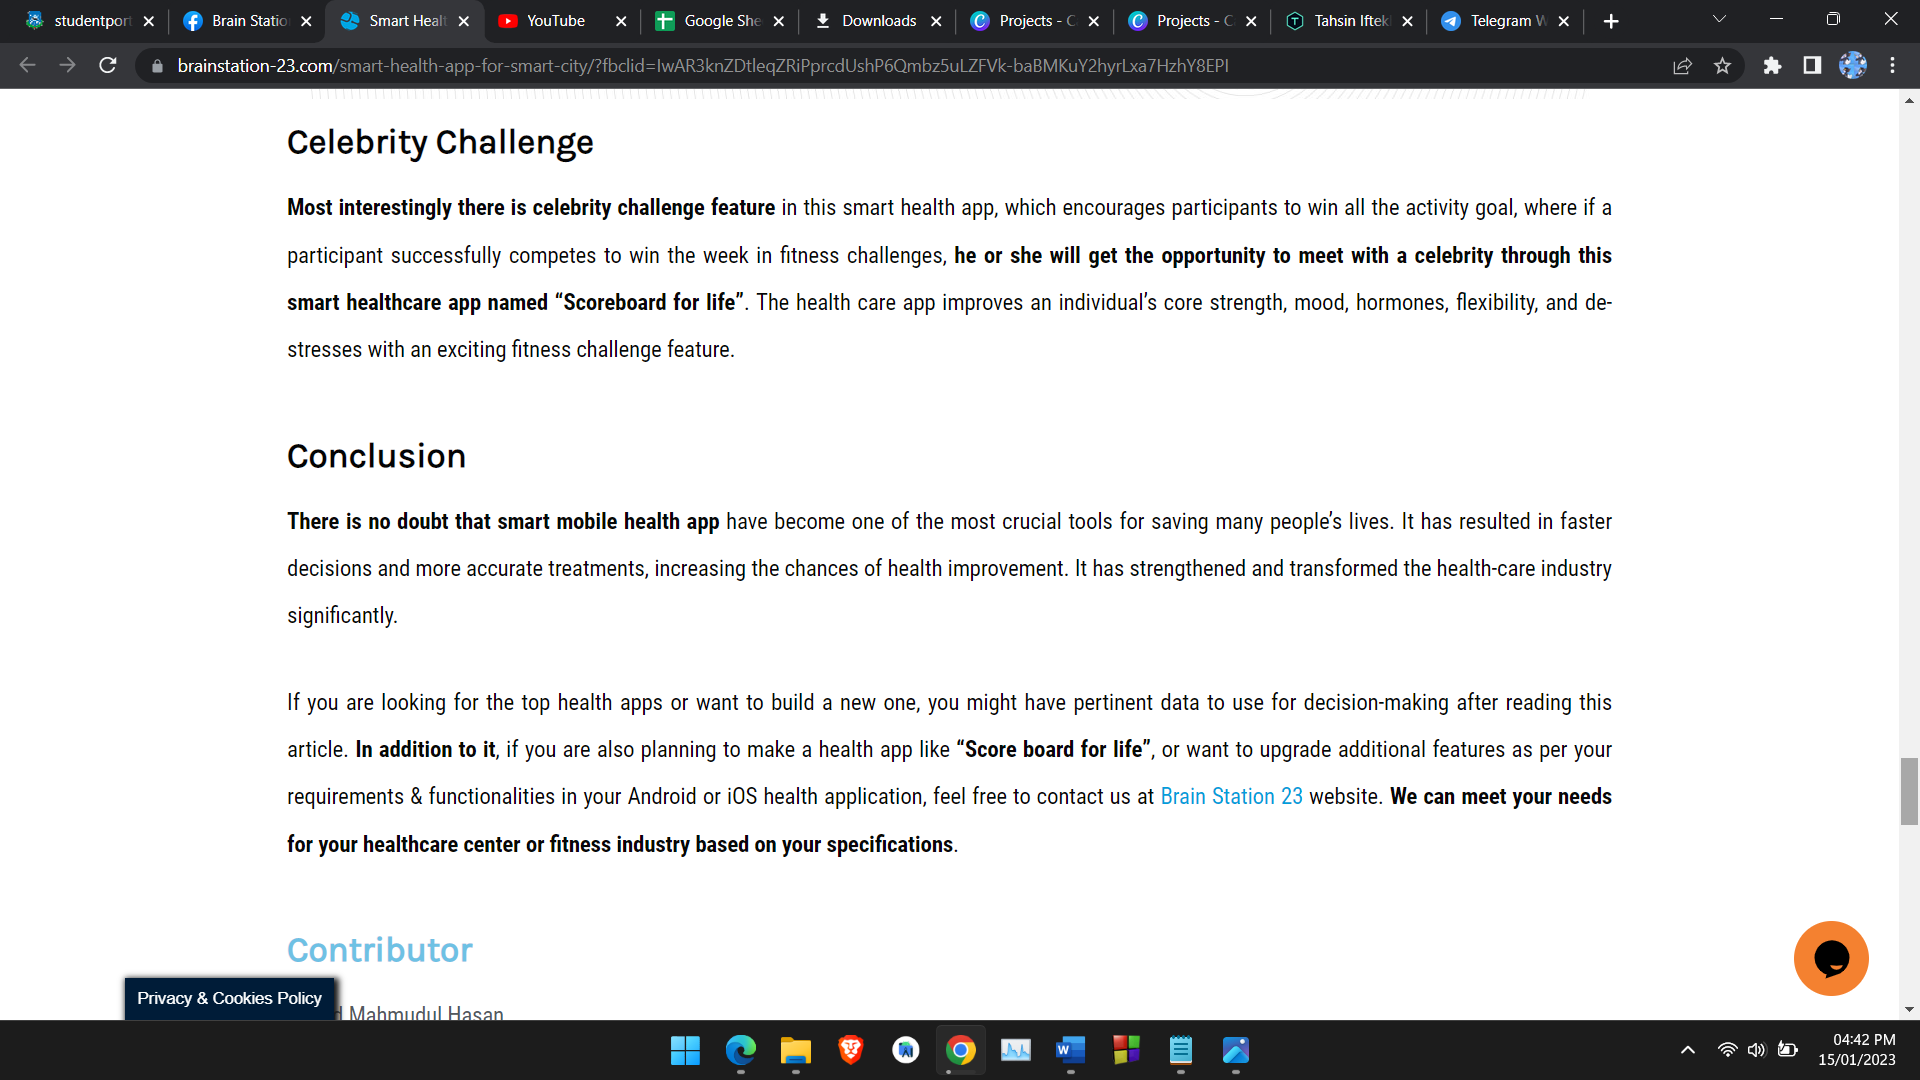 studentport
Brain Statio
Smart Healt
YouTube
Google She
Downloads
Projects - C
Projects - C
Tahsin Iftekh
Telegram W
brainstation-23.com/smart-health-app-for-smart-city/?fbclid=IwAR3knZDtleqZRiPprcdUshP6Qmbz5uLZFVk-baBMKuY2hyrLxa7HzhY8EPI
Celebrity Challenge
Most interestingly there is celebrity challenge feature in this smart health app, which encourages participants to win all the activity goal, where if a
participant successfully competes to win the week in fitness challenges, he or she will get the opportunity to meet with a celebrity through this
smart healthcare app named “Scoreboard for life”. The health care app improves an individual’s core strength, mood, hormones, flexibility, and de-
stresses with an exciting fitness challenge feature.
Conclusion
There is no doubt that smart mobile health app have become one of the most crucial tools for saving many people’s lives. It has resulted in faster
decisions and more accurate treatments, increasing the chances of health improvement. It has strengthened and transformed the health-care industry
significantly.
If you are looking for the top health apps or want to build a new one, you might have pertinent data to use for decision-making after reading this
article. In addition to it, if you are also planning to make a health app like “Score board for life”, or want to upgrade additional features as per your
requirements & functionalities in your Android or iOS health application, feel free to contact us at Brain Station 23 website. We can meet your needs
for your healthcare center or fitness industry based on your specifications.
Contributor
Privacy & Cookies Policy
d Mahmudul Hasan
04:42 PM
15/01/2023